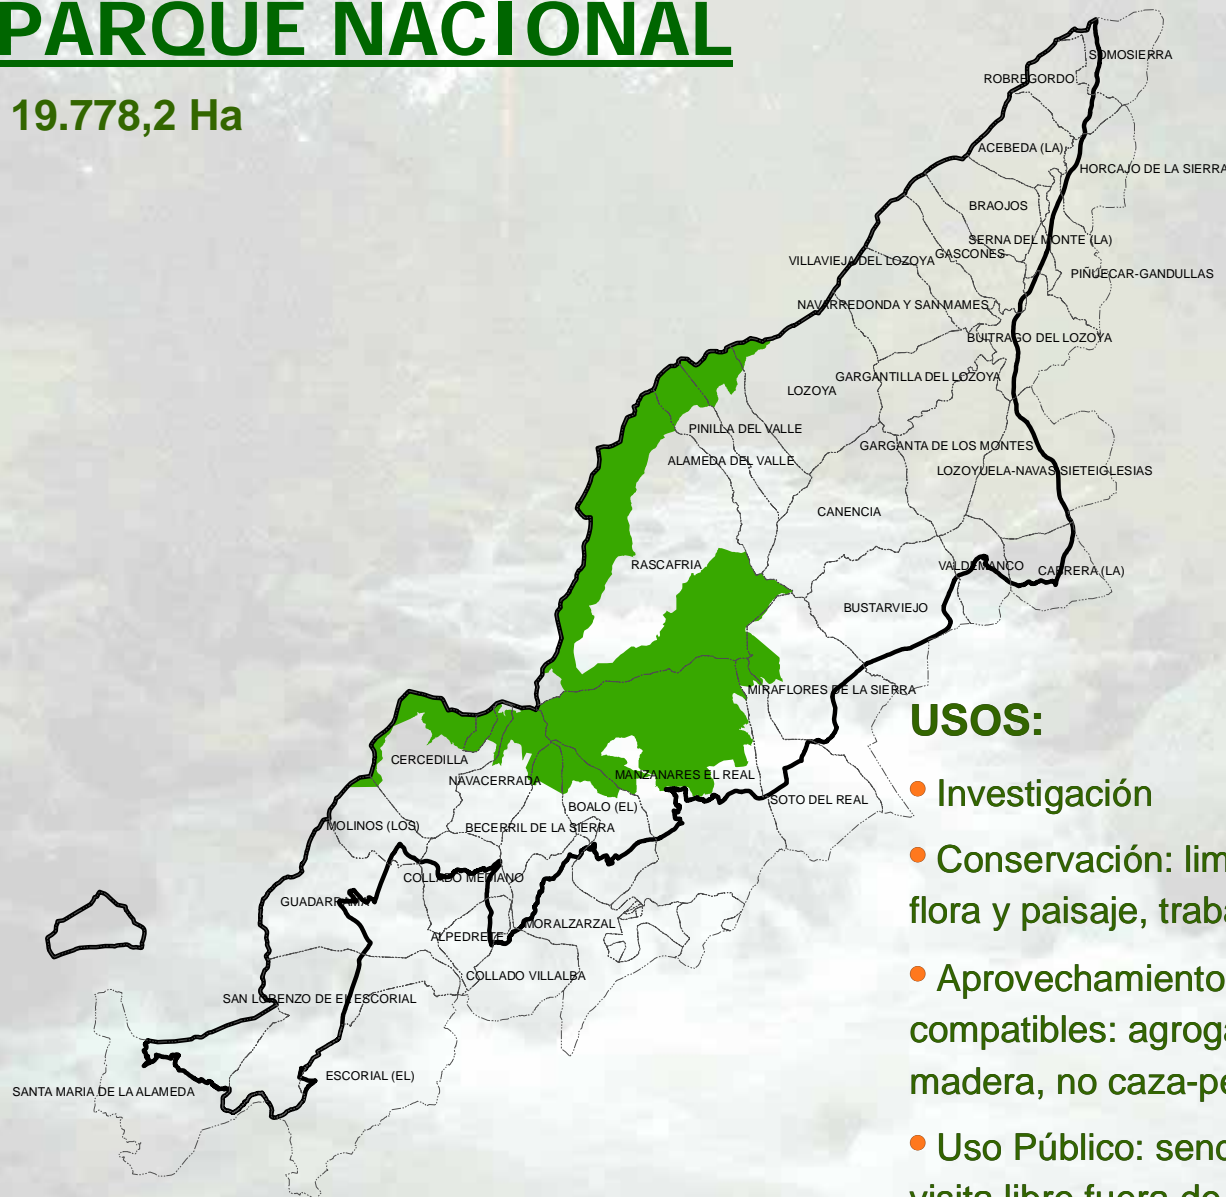 PARQUE NACIONAL
19.778,2 Ha
SOMOSIERRA
ROBREGORDO
ACEBEDA (LA)
HORCAJO DE LA SIERRA
BRAOJOS
SERNA DEL MONTE (LA)
GASCONES
VILLAVIEJA DEL LOZOYA
PIÑUECAR-GANDULLAS
NAVARREDONDA Y SAN MAMES
BUITRAGO DEL LOZOYA
GARGANTILLA DEL LOZOYA
LOZOYA
PINILLA DEL VALLE
GARGANTA DE LOS MONTES
ALAMEDA DEL VALLE
LOZOYUELA-NAVAS-SIETEIGLESIAS
CANENCIA
RASCAFRIA
VALDEMANCO
CABRERA (LA)
BUSTARVIEJO
MIRAFLORES DE LA SIERRA
CERCEDILLA
NAVACERRADA
MANZANARES EL REAL
SOTO DEL REAL
BOALO (EL)
MOLINOS (LOS)
BECERRIL DE LA SIERRA
COLLADO MEDIANO
GUADARRAMA
MORALZARZAL
ALPEDRETE
COLLADO VILLALBA
SAN LORENZO DE EL ESCORIAL
ESCORIAL (EL)
SANTA MARIA DE LA ALAMEDA
USOS:
• Investigación
• Conservación: lim
flora y paisaje, traba
• Aprovechamiento
compatibles: agroga
madera, no caza-pe
• Uso Público: send
visita libre fuera de